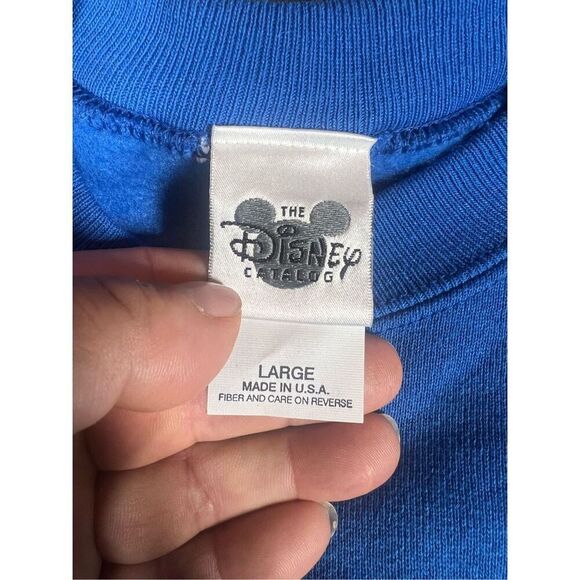 THE
Disney
CATALOG
LARGE
MADE IN U.S.A.
FIBER AND CARE ON REVERSE